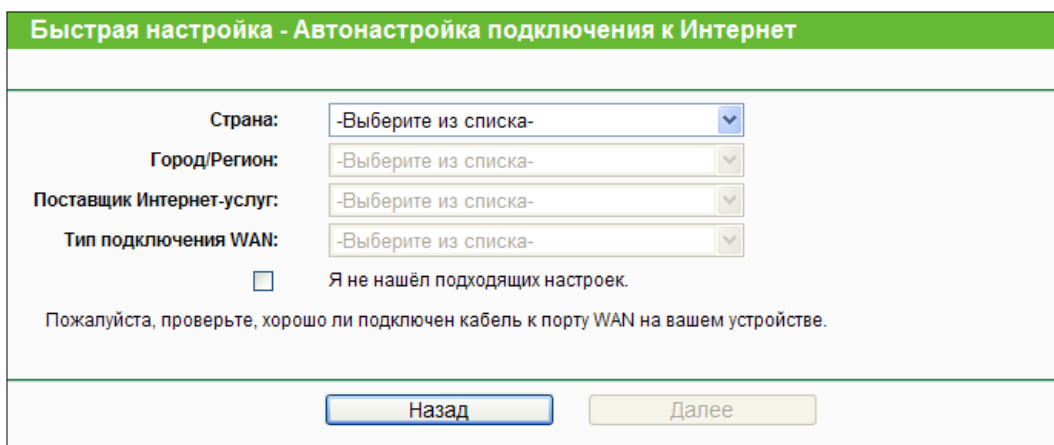 Быстрая настройка - Автонастройка подключения к Интернет
Страна: -Выберите из списка-
Город/Регион: -Выберите из списка-
Поставщик Интернет-услуг: -Выберите из списка-
Тип подключения WAN: -Выберите из списка-
Я не нашёл подходящих настроек.
Пожалуйста, проверьте, хорошо ли подключен кабель к порту WAN на вашем устройстве.
Назад Далее